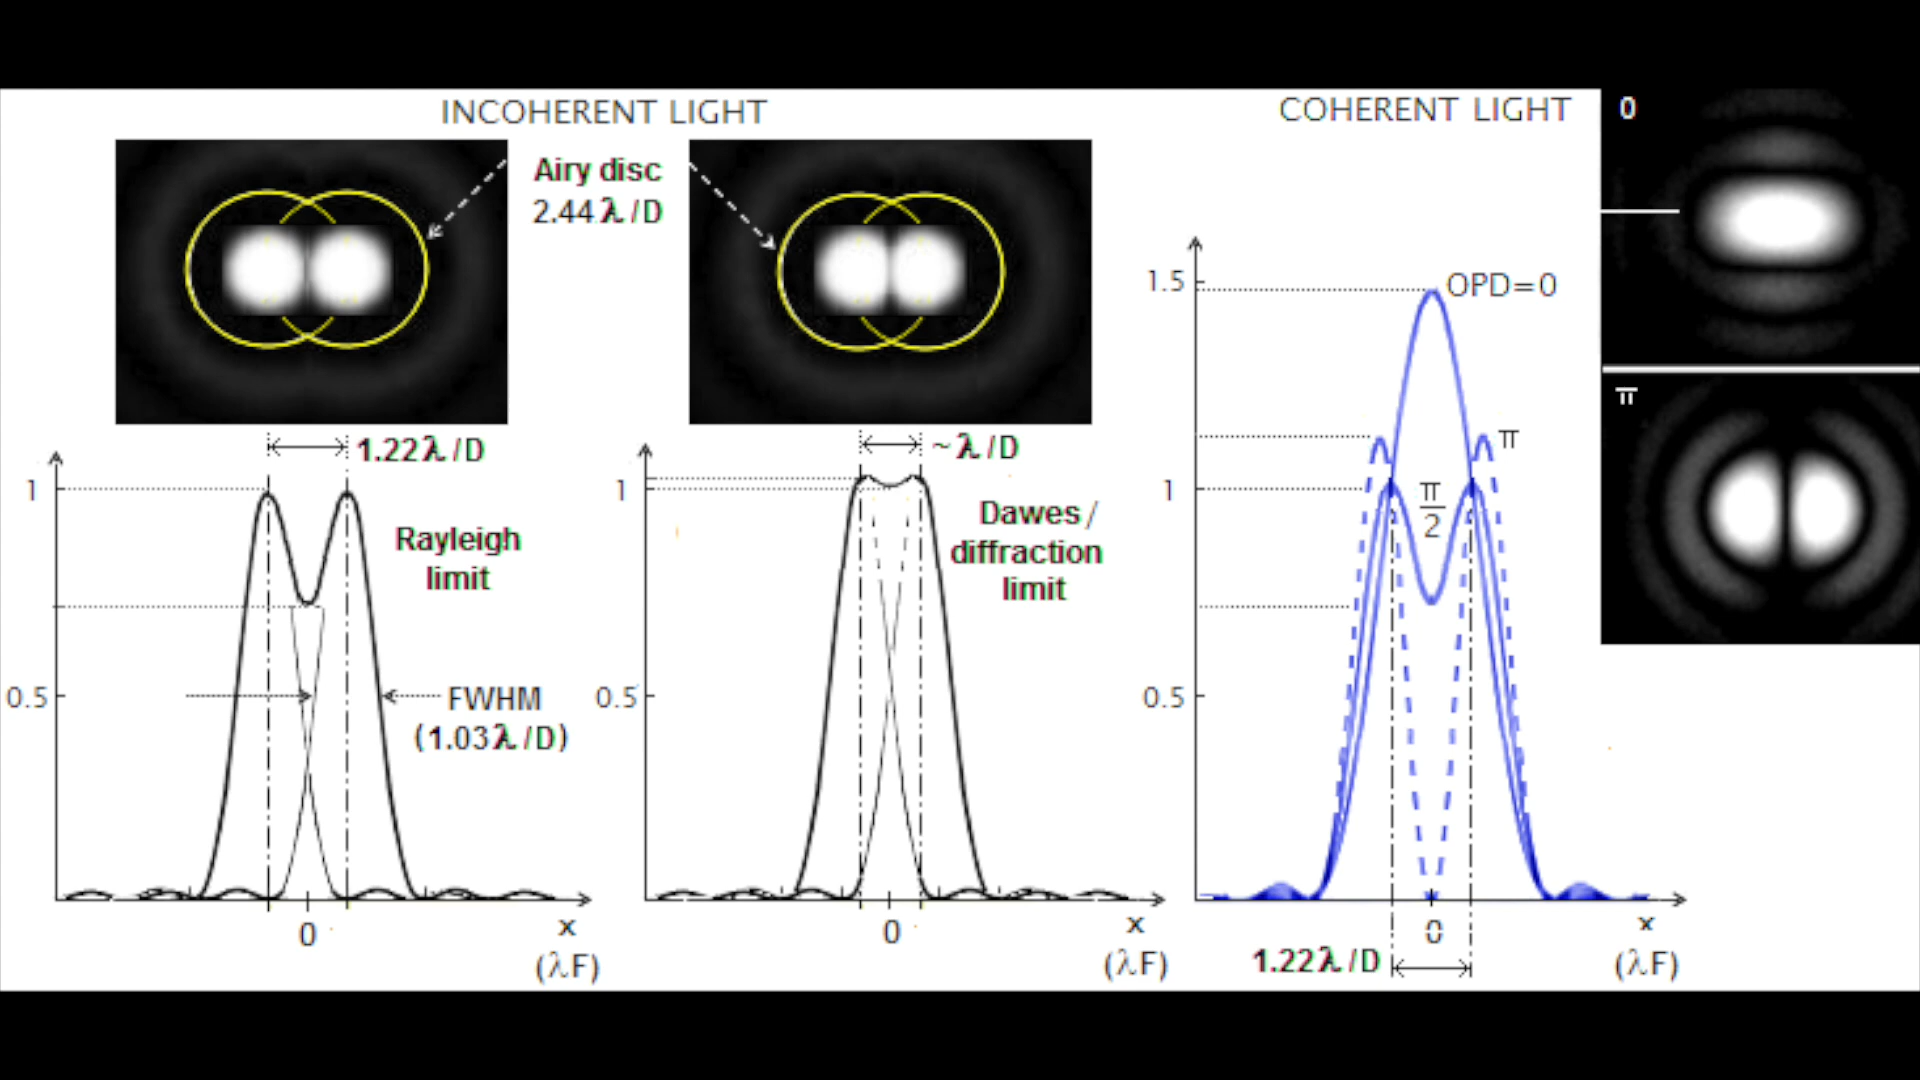 INCOHERENT LIGHT
COHERENT LIGHT
0
Airy disc
2.44λ/D
π
1.22λ/D
1
Rayleigh
limit
0.5
FWHM
(1.03λ/D)
0
x
(λF)
~λ/D
1
Dawes/
diffraction
limit
0.5
0
x
(λF)
1.5
OPD=0
π
1
π
2
0.5
0
x
1.22λ/D
(λF)